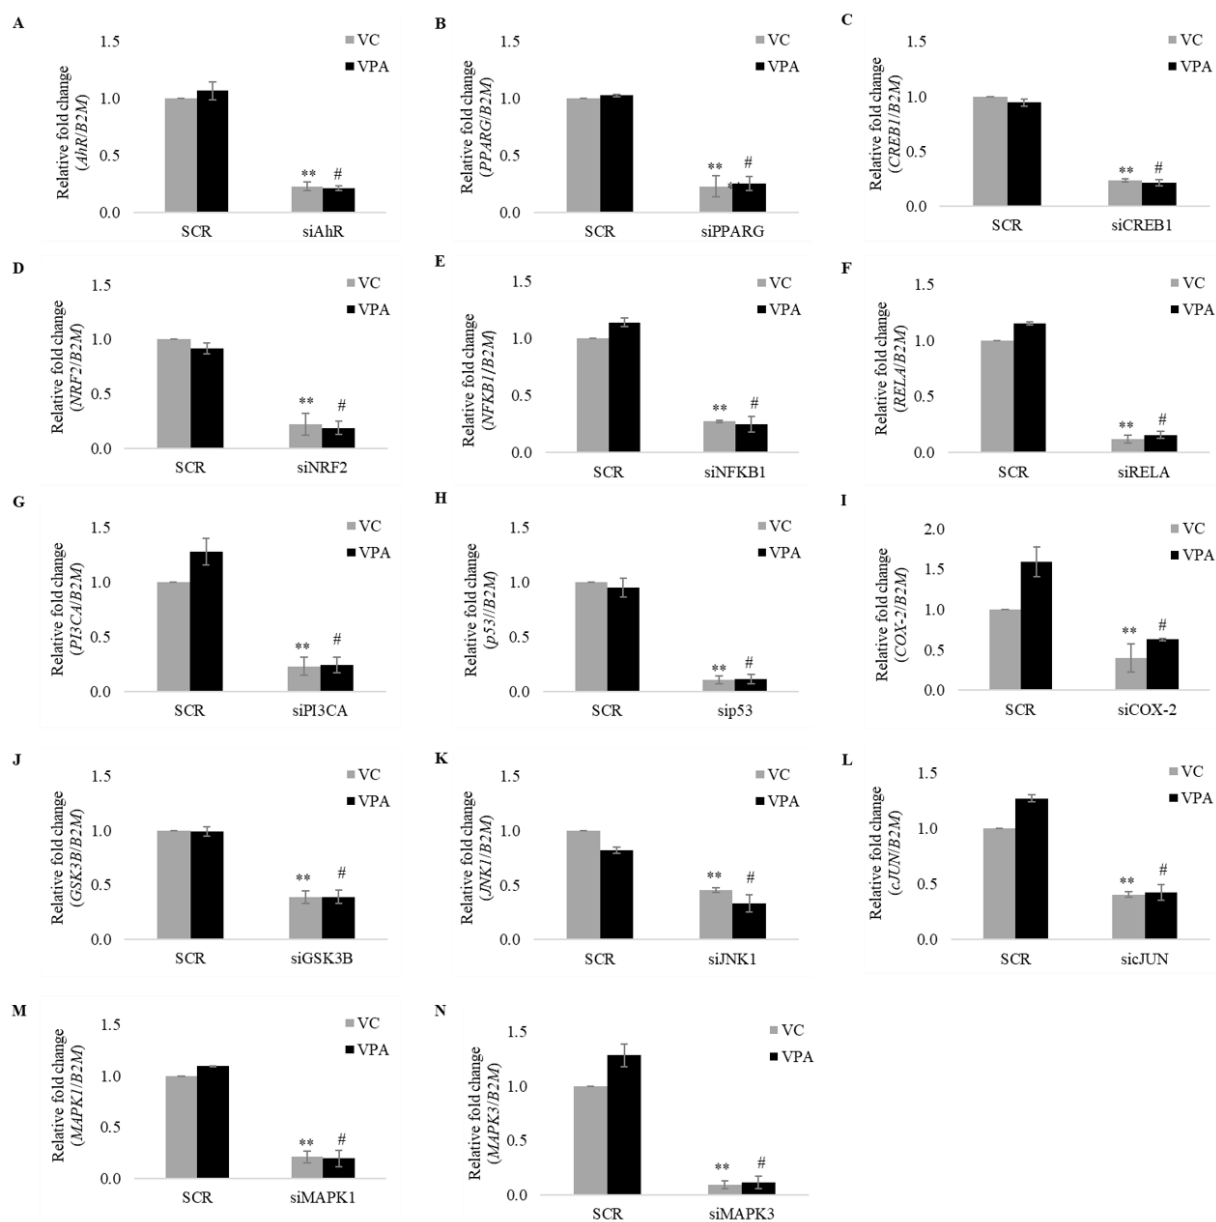 A
Relative fold change
(AhR/B2M)
1.5
1.0
0.5
0.0
VC
VPA
**
#
SCR
siAhR
B
Relative fold change
(PPARG/B2M)
1.5
1.0
0.5
0.0
VC
VPA
**
#
**
SCR
siPPARG
C
Relative fold change
(CREB1/B2M)
1.5
1.0
0.5
0.0
VC
VPA
**
#
SCR
siCREB1
D
Relative fold change
(NRF2/B2M)
1.5
1.0
0.5
0.0
VC
VPA
**
#
SCR
siNRF2
E
Relative fold change
(NFKB1/B2M)
1.5
1.0
0.5
0.0
VC
VPA
**
#
SCR
siNFKB1
F
Relative fold change
(RELA/B2M)
1.5
1.0
0.5
0.0
VC
VPA
**
#
SCR
siRELA
G
Relative fold change
(PI3CA/B2M)
1.5
1.0
0.5
0.0
VC
VPA
**
#
SCR
siPI3CA
H
Relative fold change
(p53//B2M)
1.5
1.0
0.5
0.0
VC
VPA
**
#
SCR
sip53
I
Relative fold change
(COX-2/B2M)
2.0
1.5
1.0
0.5
0.0
VC
VPA
**
#
SCR
siCOX-2
J
Relative fold change
(GSK3B/B2M)
1.5
1.0
0.5
0.0
VC
VPA
**
#
SCR
siGSK3B
K
Relative fold change
(JNK1/B2M)
1.5
1.0
0.5
0.0
VC
VPA
**
#
SCR
siJNK1
L
Relative fold change
(cJUN/B2M)
1.5
1.0
0.5
0.0
VC
VPA
**
#
SCR
sicJUN
M
Relative fold change
(MAPK1/B2M)
1.5
1.0
0.5
0.0
VC
VPA
**
#
SCR
siMAPK1
N
Relative fold change
(MAPK3/B2M)
1.5
1.0
0.5
0.0
VC
VPA
**
#
SCR
siMAPK3